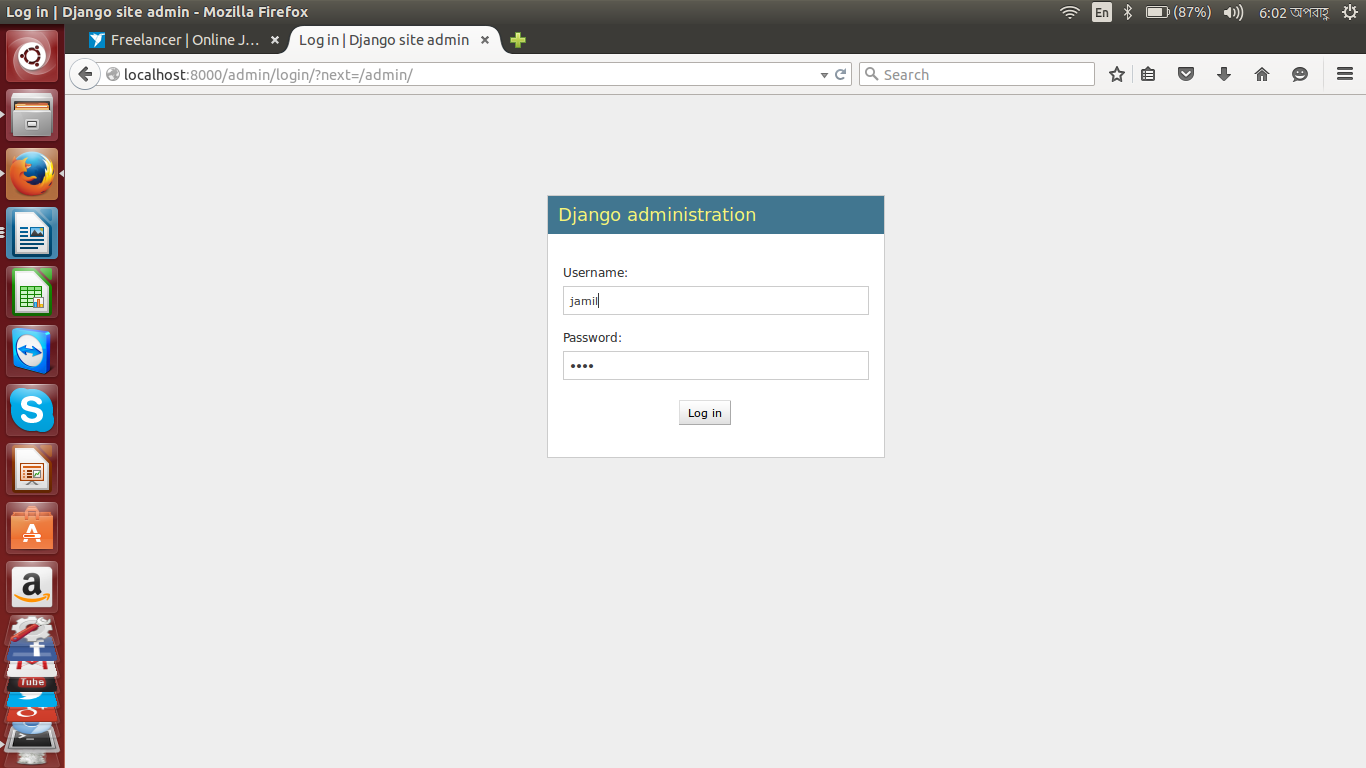 Log in | Django site admin - Mozilla Firefox
En
(87%)
6:02 অপরাহ্ণ
Freelancer | Online J...
Log in | Django site admin
localhost:8000/admin/login/?next=/admin/
Search
Django administration
Username:
jamil
Password:
Log in
Tube